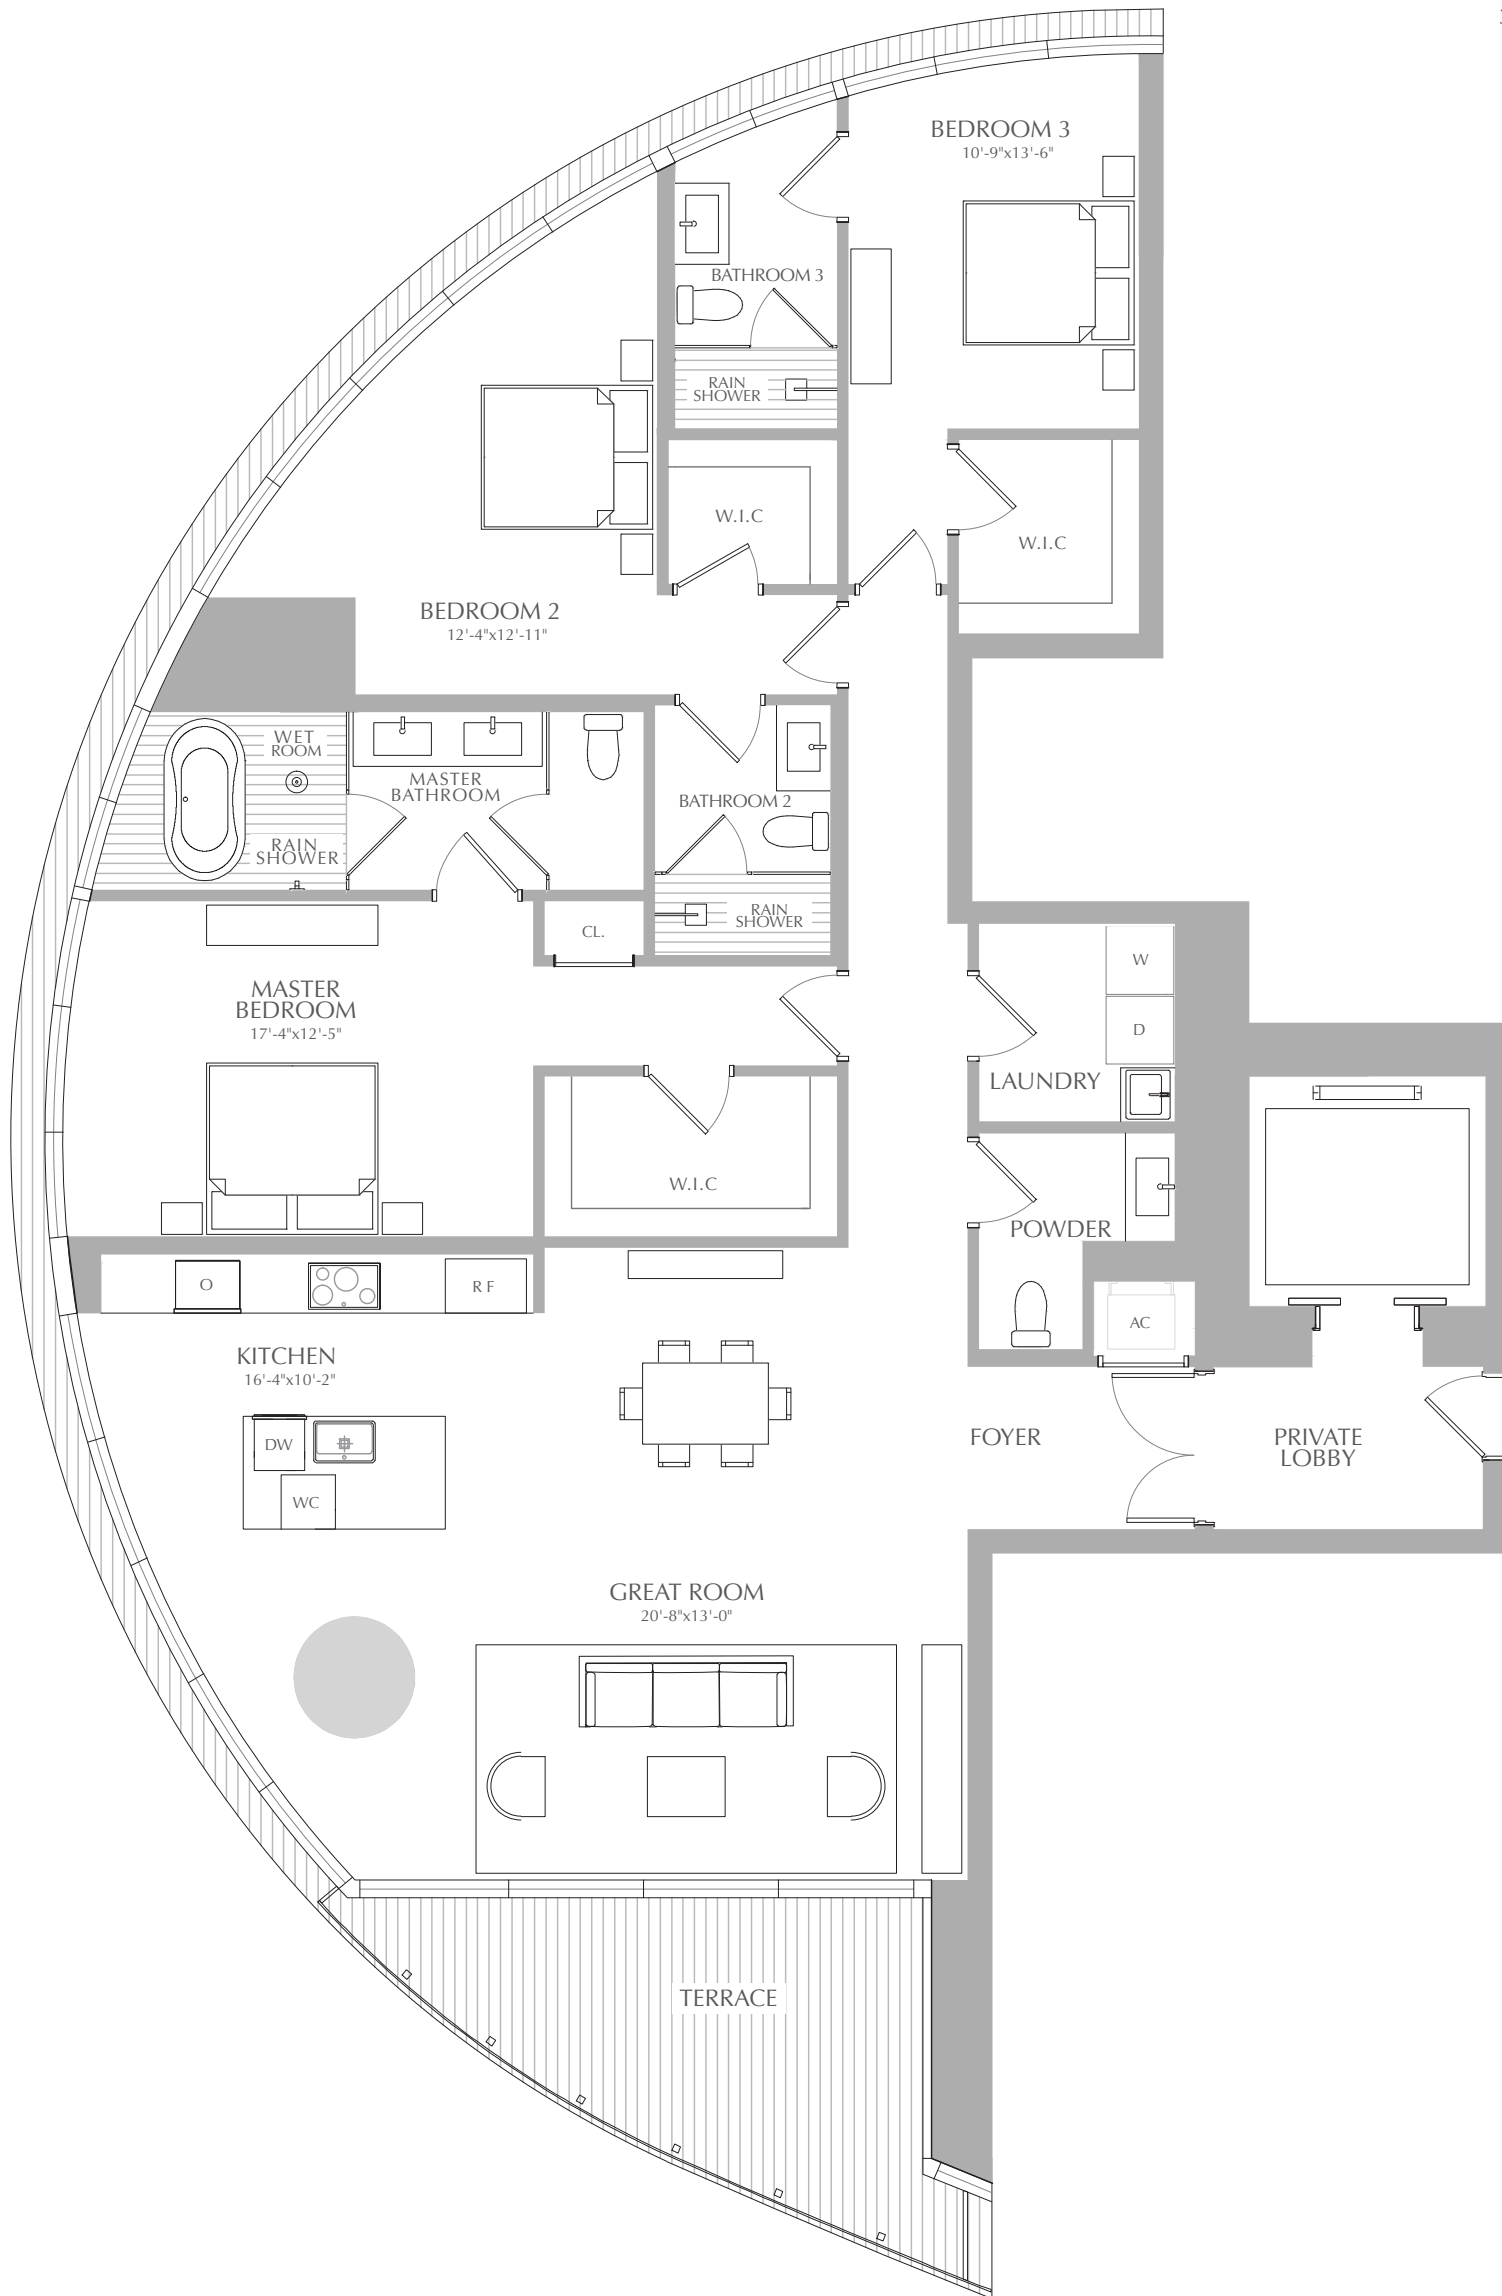 BEDROOM 3
10'-9"x13'-6"
BATHROOM 3
RAIN
SHOWER
W.I.C
W.I.C
BEDROOM 2
12'-4"x12'-11"
WET
ROOM
MASTER
BATHROOM
RAIN
SHOWER
BATHROOM 2
RAIN
SHOWER
CL.
W
D
LAUNDRY
MASTER
BEDROOM
17'-4"x12'-5"
W.I.C
POWDER
O
R F
AC
KITCHEN
16'-4"x10'-2"
DW
WC
FOYER
PRIVATE
LOBBY
GREAT ROOM
20'-8"x13'-0"
TERRACE